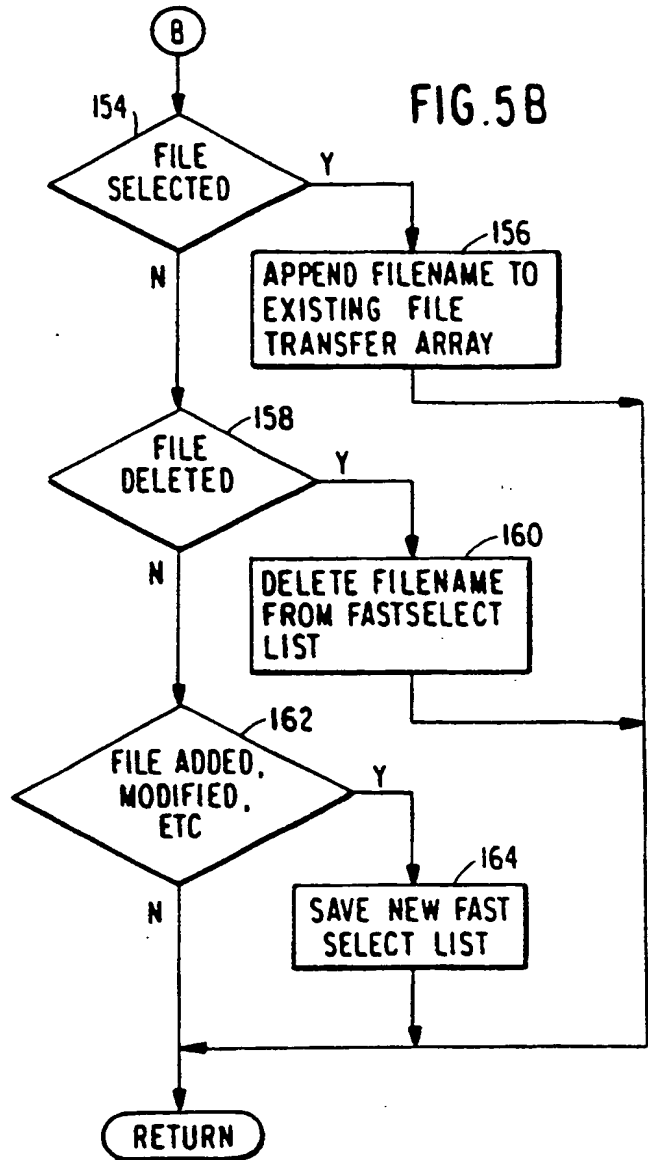 B
FIG.5B
154
FILE
SELECTED
Y
N
156
APPEND FILENAME TO
EXISTING FILE
TRANSFER ARRAY
158
FILE
DELETED
Y
N
160
DELETE FILENAME
FROM FASTSELECT
LIST
162
FILE ADDED,
MODIFIED,
ETC
Y
N
164
SAVE NEW FAST
SELECT LIST
RETURN